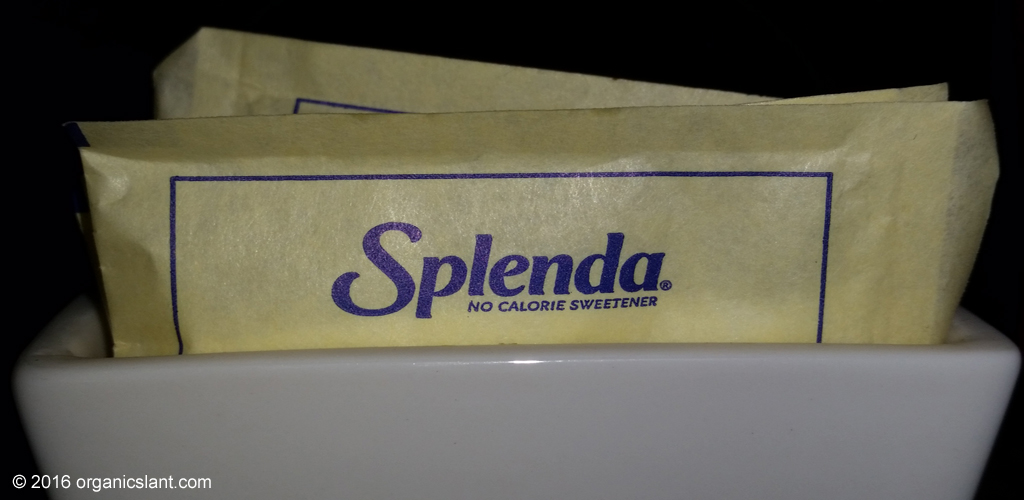 Splenda®
NO CALORIE SWEETENER
© 2016 organicslant.com